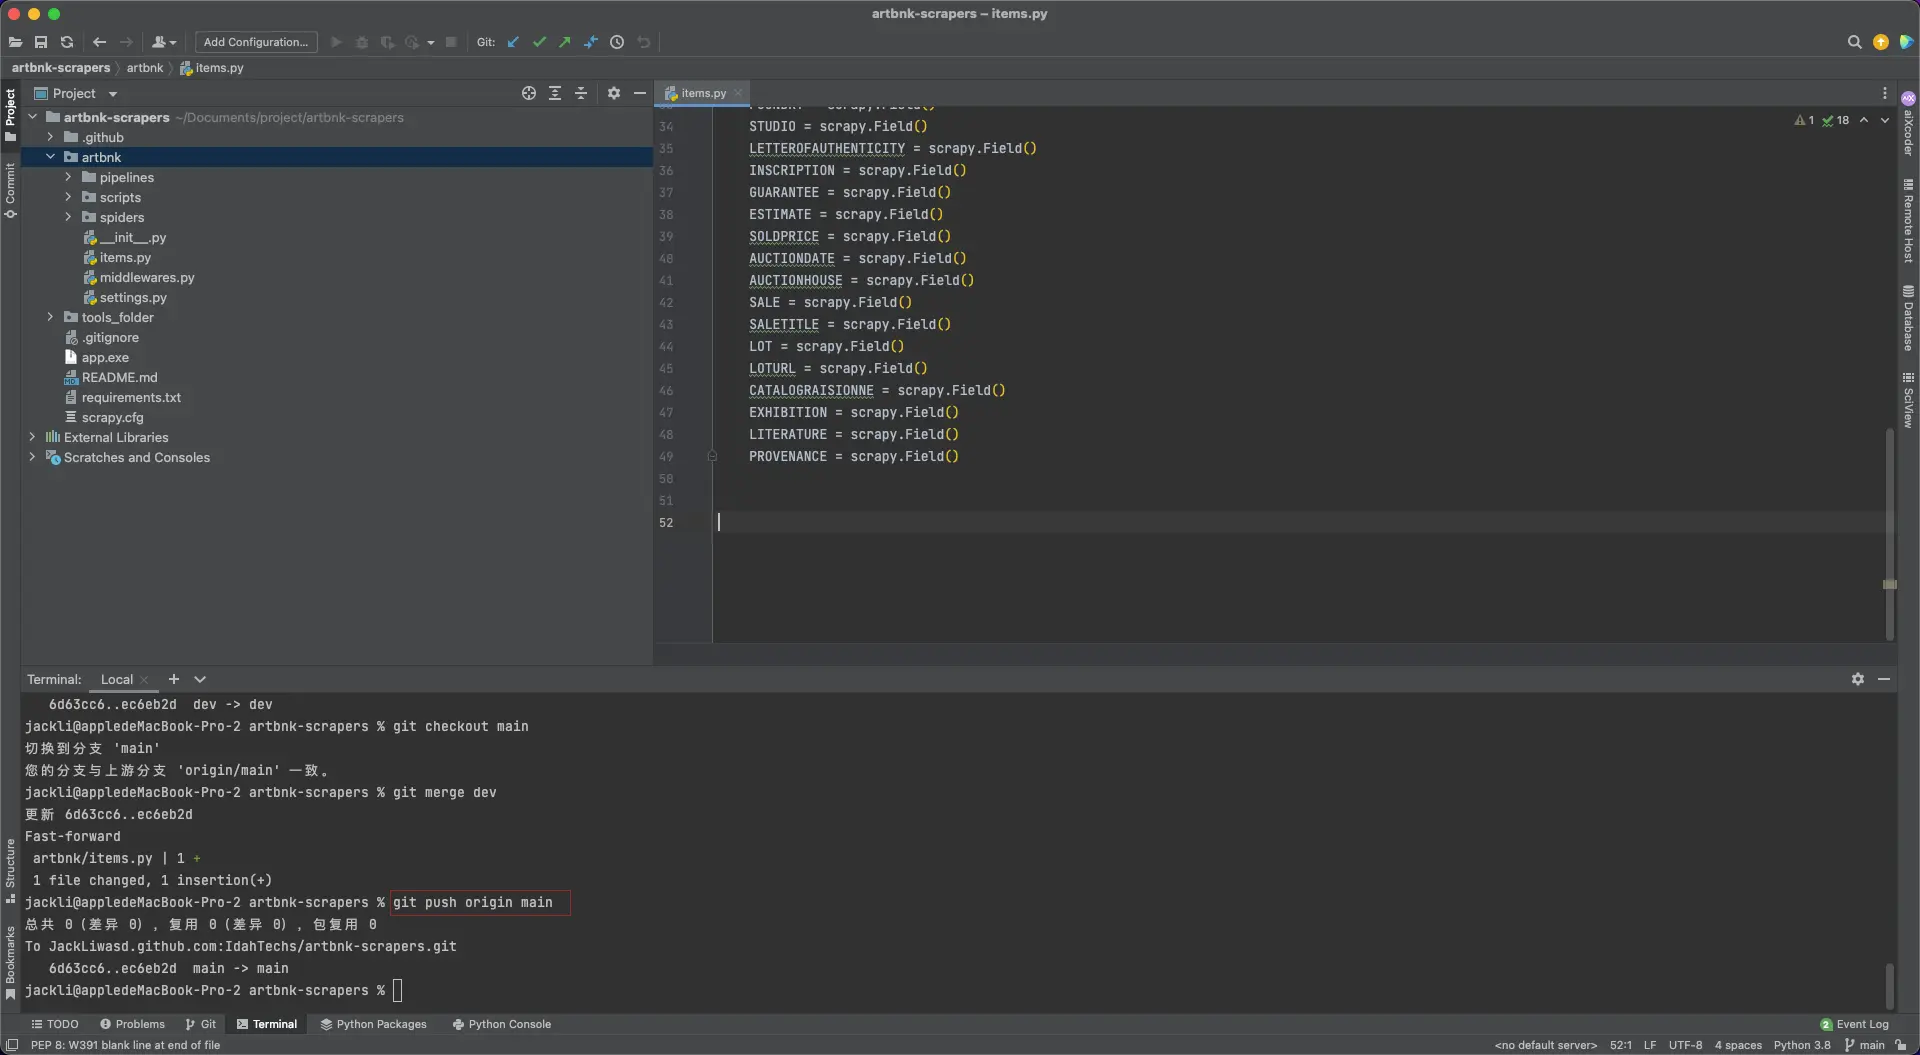 artbnk-scrapers – items.py
Add Configuration...
Git:
artbnk-scrapers
artbnk
items.py
Project
artbnk-scrapers ~/Documents/project/artbnk-scrapers
.github
artbnk
pipelines
scripts
spiders
__init__.py
items.py
middlewares.py
settings.py
tools_folder
.gitignore
app.exe
README.md
requirements.txt
scrapy.cfg
External Libraries
Scratches and Consoles
Project
Commit
Structure
Bookmarks
items.py
1 18
34 STUDIO = scrapy.Field()
35 LETTEROFAUTHENTICITY = scrapy.Field()
36 INSCRIPTION = scrapy.Field()
37 GUARANTEE = scrapy.Field()
38 ESTIMATE = scrapy.Field()
39 SOLDPRICE = scrapy.Field()
40 AUCTIONDATE = scrapy.Field()
41 AUCTIONHOUSE = scrapy.Field()
42 SALE = scrapy.Field()
43 SALETITLE = scrapy.Field()
44 LOT = scrapy.Field()
45 LOTURL = scrapy.Field()
46 CATALOGRAISIONNE = scrapy.Field()
47 EXHIBITION = scrapy.Field()
48 LITERATURE = scrapy.Field()
49 PROVENANCE = scrapy.Field()
50
51
52
aiXcoder
Remote Host
Database
SciView
Terminal: Local
6d63cc6..ec6eb2d dev -> dev
jackli@appledeMacBook-Pro-2 artbnk-scrapers % git checkout main
切换到分支 'main'
您的分支与上游分支 'origin/main' 一致。
jackli@appledeMacBook-Pro-2 artbnk-scrapers % git merge dev
更新 6d63cc6..ec6eb2d
Fast-forward
artbnk/items.py | 1 +
1 file changed, 1 insertion(+)
jackli@appledeMacBook-Pro-2 artbnk-scrapers % git push origin main
总共 0（差异 0），复用 0（差异 0），包复用 0
To JackLiwasd.github.com:IdahTechs/artbnk-scrapers.git
6d63cc6..ec6eb2d main -> main
jackli@appledeMacBook-Pro-2 artbnk-scrapers %
TODO Problems Git Terminal Python Packages Python Console
2 Event Log
PEP 8: W391 blank line at end of file
<no default server> 52:1 LF UTF-8 4 spaces Python 3.8 main